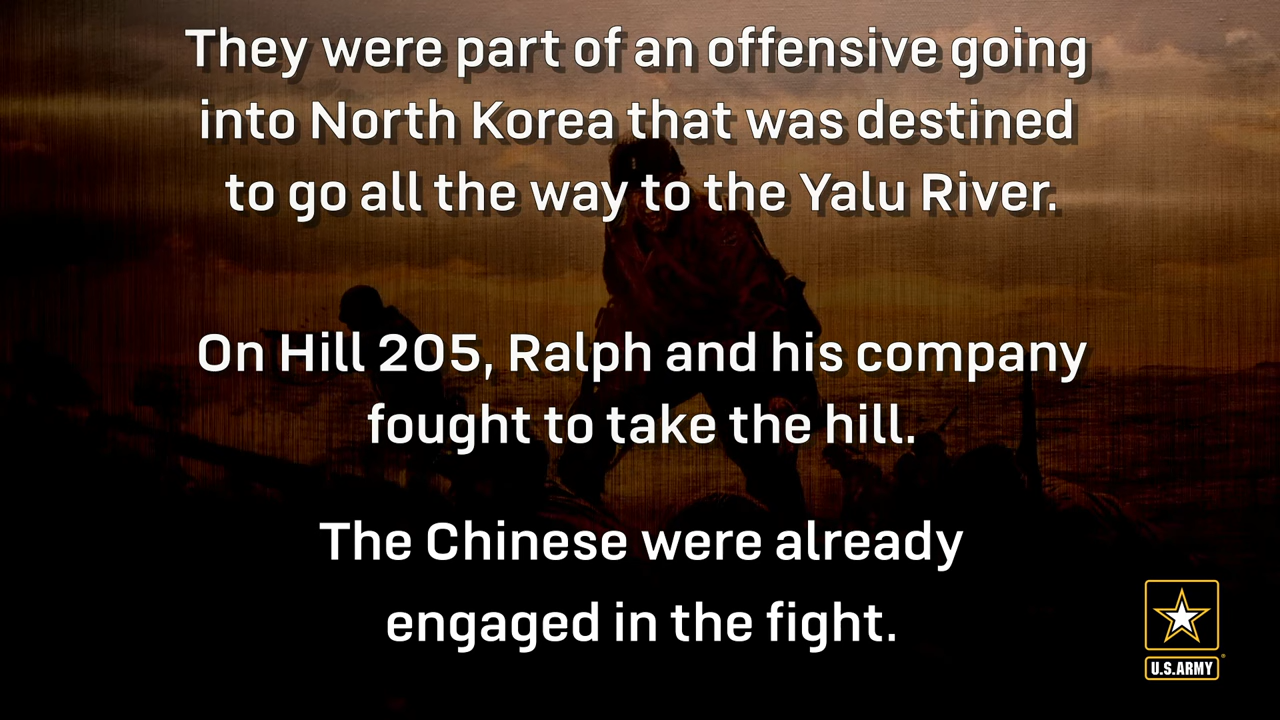 They were part of an offensive going
into North Korea that was destined
to go all the way to the Yalu River.
On Hill 205, Ralph and his company
fought to take the hill.
The Chinese were already
engaged in the fight.
U.S.ARMY